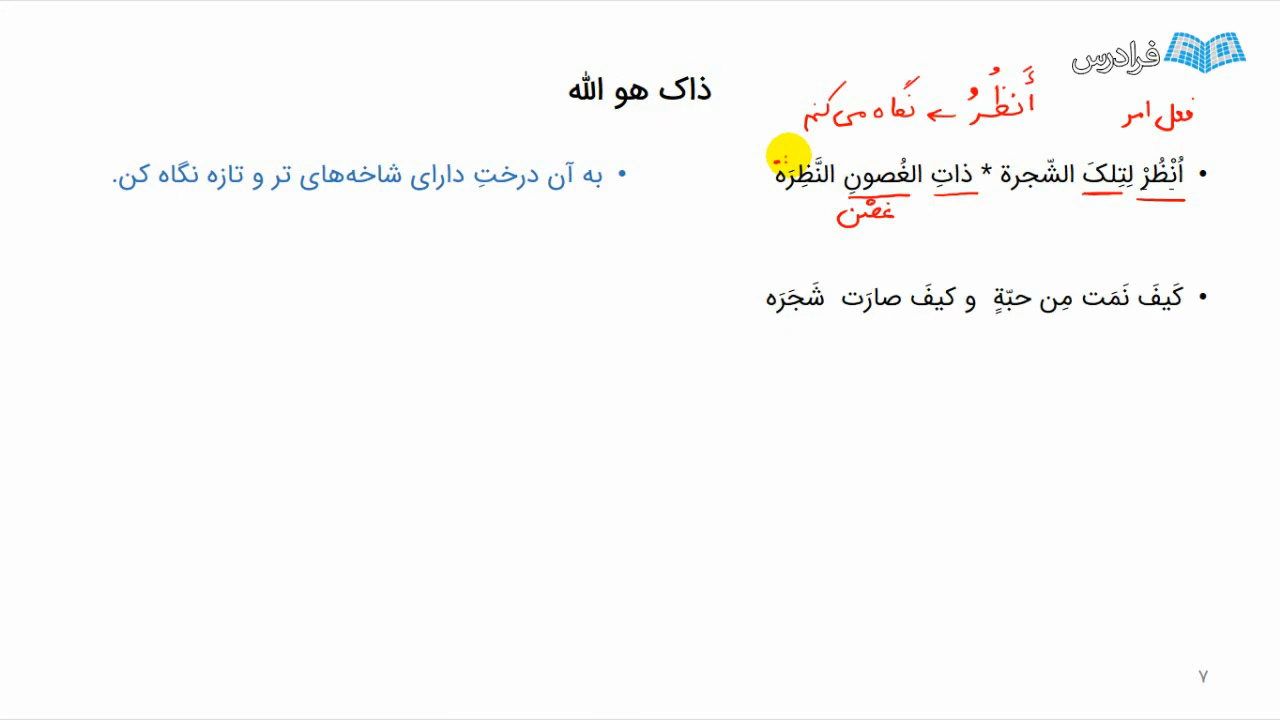 فرادرس
ذاک هو الله
أَنظُرُ ← نگاه می‌کنم
فعل امر
• اُنْظُرْ لِتِلکَ الشّجرة * ذاتِ الغُصونِ النَّظِرَه
• به آن درختِ دارای شاخه‌های تر و تازه نگاه کن.
غصن
• کَیفَ نَمَت مِن حبّةٍ و کیفَ صارَت شَجَرَه
۷